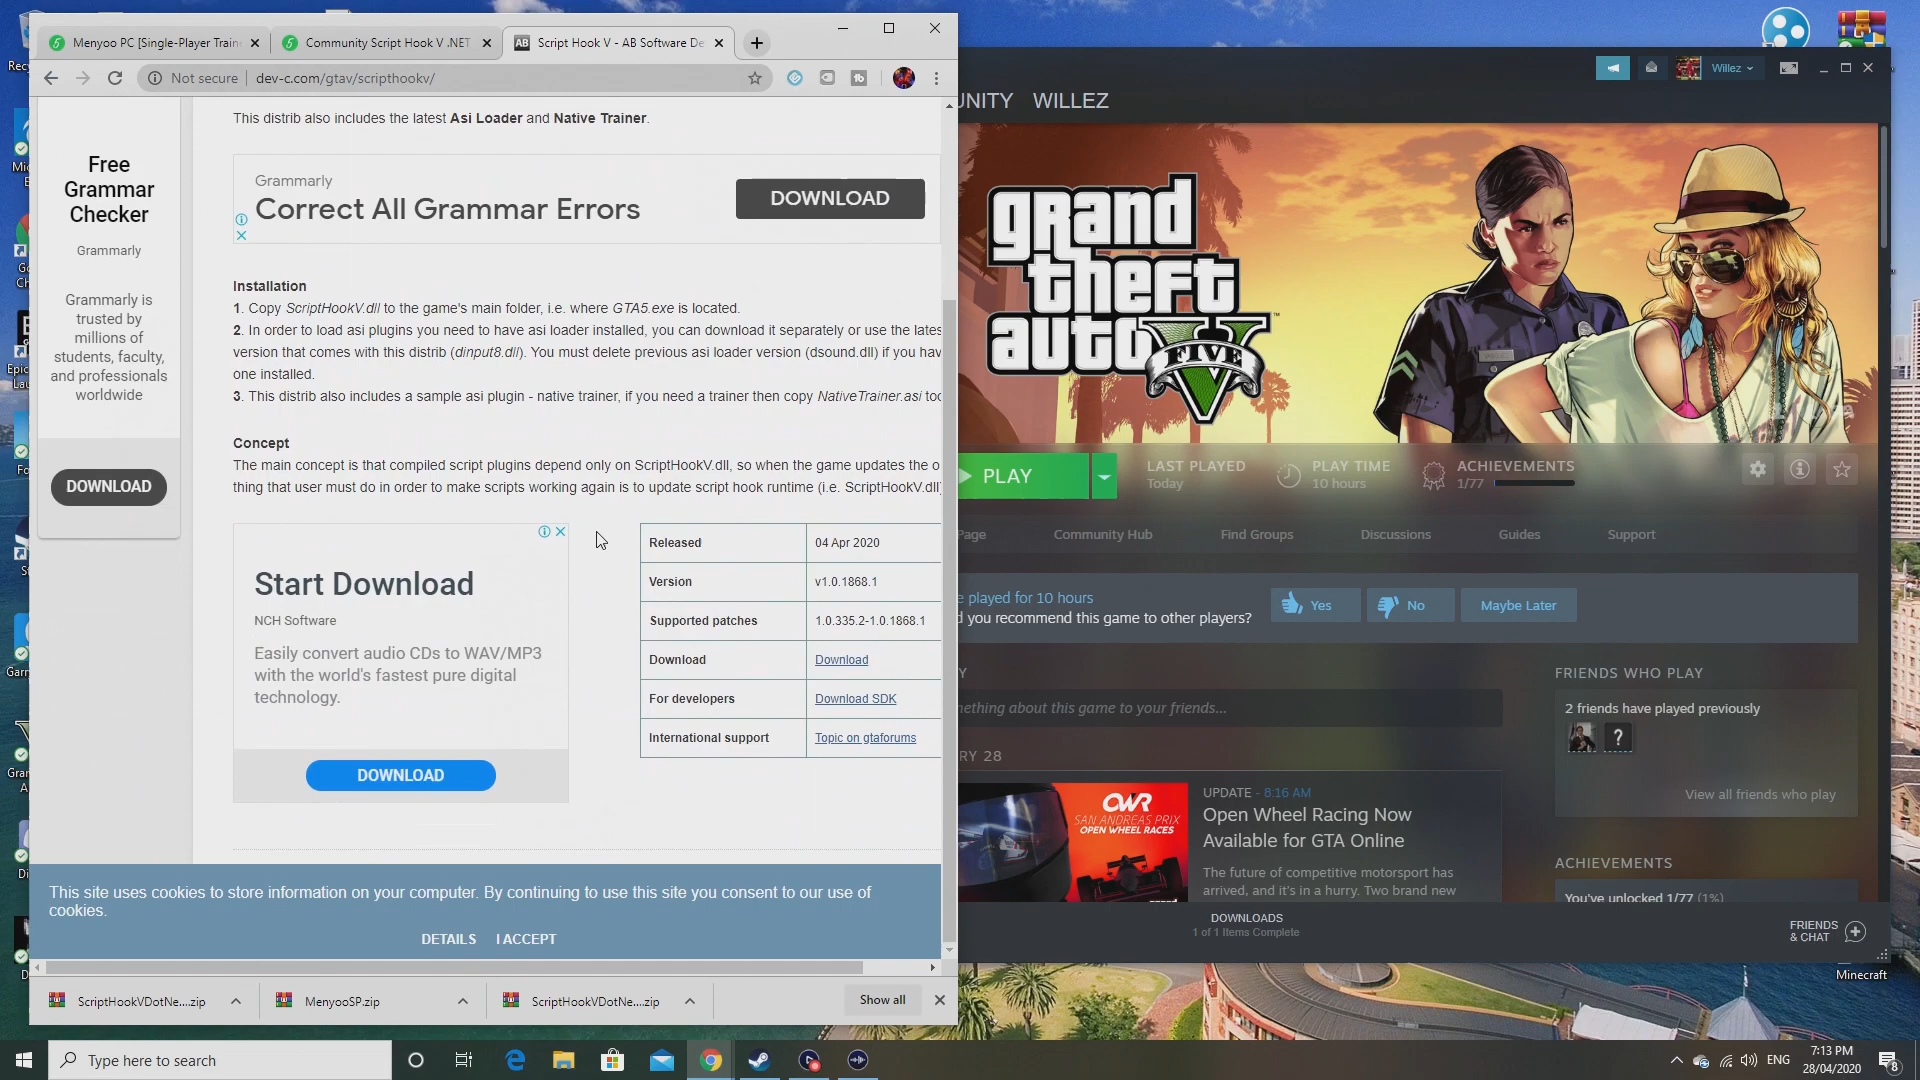 Menyoo PC [Single-Player Train
Community Script Hook V .NET
AB
Script Hook V - AB Software De
Not secure
dev-c.com/gtav/scripthookv/
This distrib also includes the latest Asi Loader and Native Trainer.
Free
Grammar
Checker
Grammarly
Grammarly is
trusted by
millions of
students, faculty,
and professionals
worldwide
DOWNLOAD
Grammarly
Correct All Grammar Errors
DOWNLOAD
Installation
1. Copy ScriptHookV.dll to the game's main folder, i.e. where GTA5.exe is located.
2. In order to load asi plugins you need to have asi loader installed, you can download it separately or use the lates
version that comes with this distrib (dinput8.dll). You must delete previous asi loader version (dsound.dll) if you hav
one installed.
3. This distrib also includes a sample asi plugin - native trainer, if you need a trainer then copy NativeTrainer.asi too
Concept
The main concept is that compiled script plugins depend only on ScriptHookV.dll, so when the game updates the o
thing that user must do in order to make scripts working again is to update script hook runtime (i.e. ScriptHookV.dll
Start Download
NCH Software
Easily convert audio CDs to WAV/MP3
with the world's fastest pure digital
technology.
DOWNLOAD
Released 04 Apr 2020
Version v1.0.1868.1
Supported patches 1.0.335.2-1.0.1868.1
Download Download
For developers Download SDK
International support Topic on gtaforums
This site uses cookies to store information on your computer. By continuing to use this site you consent to our use of
cookies.
DETAILS I ACCEPT
ScriptHookVDotNe....zip
MenyooSP.zip
ScriptHookVDotNe....zip
Show all
Willez
UNITY WILLEZ
grand
theft
auto
FIVE
PLAY
LAST PLAYED
Today
PLAY TIME
10 hours
ACHIEVEMENTS
1/77
Page
Community Hub
Find Groups
Discussions
Guides
Support
e played for 10 hours
d you recommend this game to other players?
Yes
No
Maybe Later
Y
nething about this game to your friends...
RY 28
FRIENDS WHO PLAY
2 friends have played previously
?
View all friends who play
OWR
SAN ANDREAS PRIX
OPEN WHEEL RACES
UPDATE - 8:16 AM
Open Wheel Racing Now
Available for GTA Online
The future of competitive motorsport has
arrived, and it's in a hurry. Two brand new
ACHIEVEMENTS
You've unlocked 1/77 (1%)
DOWNLOADS
1 of 1 Items Complete
FRIENDS
& CHAT
Minecraft
Type here to search
ENG
7:13 PM
28/04/2020
8